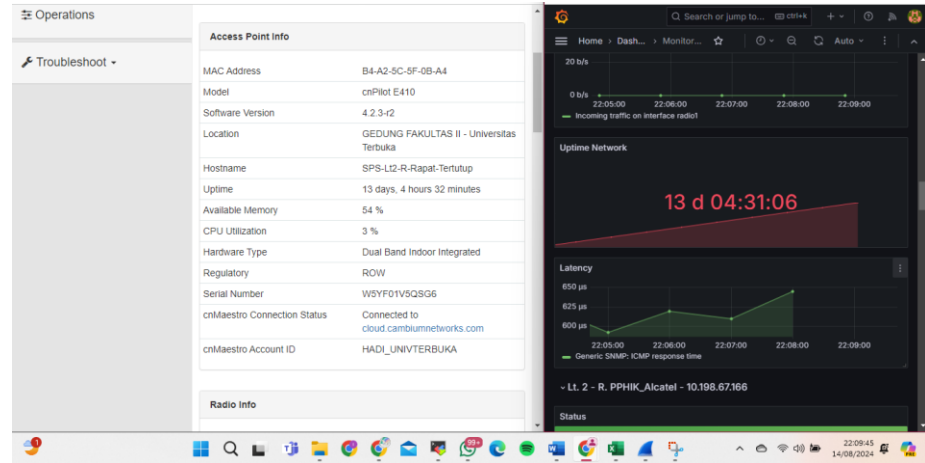 Operations
Troubleshoot
Access Point Info
MAC Address B4-A2-5C-5F-0B-A4
Model cnPilot E410
Software Version 4.2.3-r2
Location GEDUNG FAKULTAS II - Universitas
Terbuka
Hostname SPS-Lt2-R-Rapat-Tertutup
Uptime 13 days, 4 hours 32 minutes
Available Memory 54 %
CPU Utilization 3 %
Hardware Type Dual Band Indoor Integrated
Regulatory ROW
Serial Number W5YF01V5QSG6
cnMaestro Connection Status Connected to
cloud.cambiumnetworks.com
cnMaestro Account ID HADI_UNIVTERBUKA
Radio Info
Search or jump to... ctrl+k
Home > Dash... > Monitor... Auto
20 b/s
0 b/s
22:05:00 22:06:00 22:07:00 22:08:00 22:09:00
Incoming traffic on interface radio1
Uptime Network
13 d 04:31:06
Latency
650 µs
625 µs
600 µs
22:05:00 22:06:00 22:07:00 22:08:00 22:09:00
Generic SNMP: ICMP response time
Lt. 2 - R. PPHIK_Alcatel - 10.198.67.166
Status
99+
22:09:45
14/08/2024